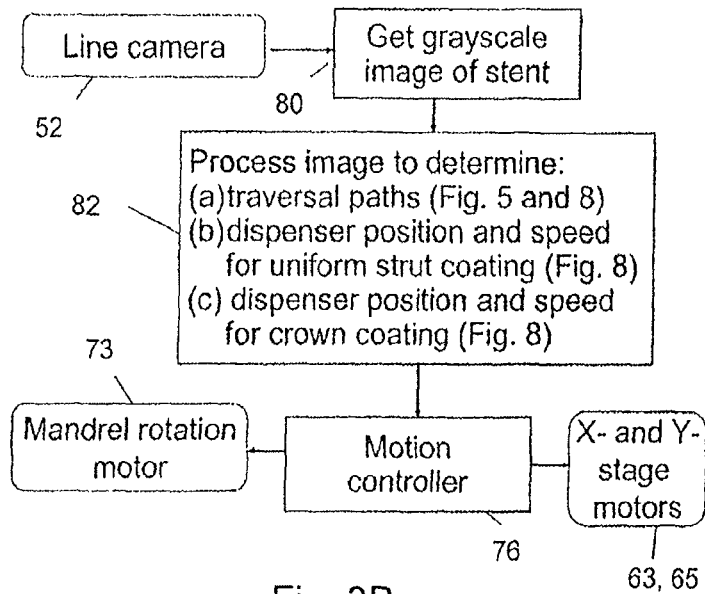 Line camera
52
Get grayscale
image of stent
80
Process image to determine:
(a)traversal paths (Fig. 5 and 8)
(b)dispenser position and speed
for uniform strut coating (Fig. 8)
(c) dispenser position and speed
for crown coating (Fig. 8)
82
73
Mandrel rotation
motor
Motion
controller
76
X- and Y-
stage
motors
63, 65